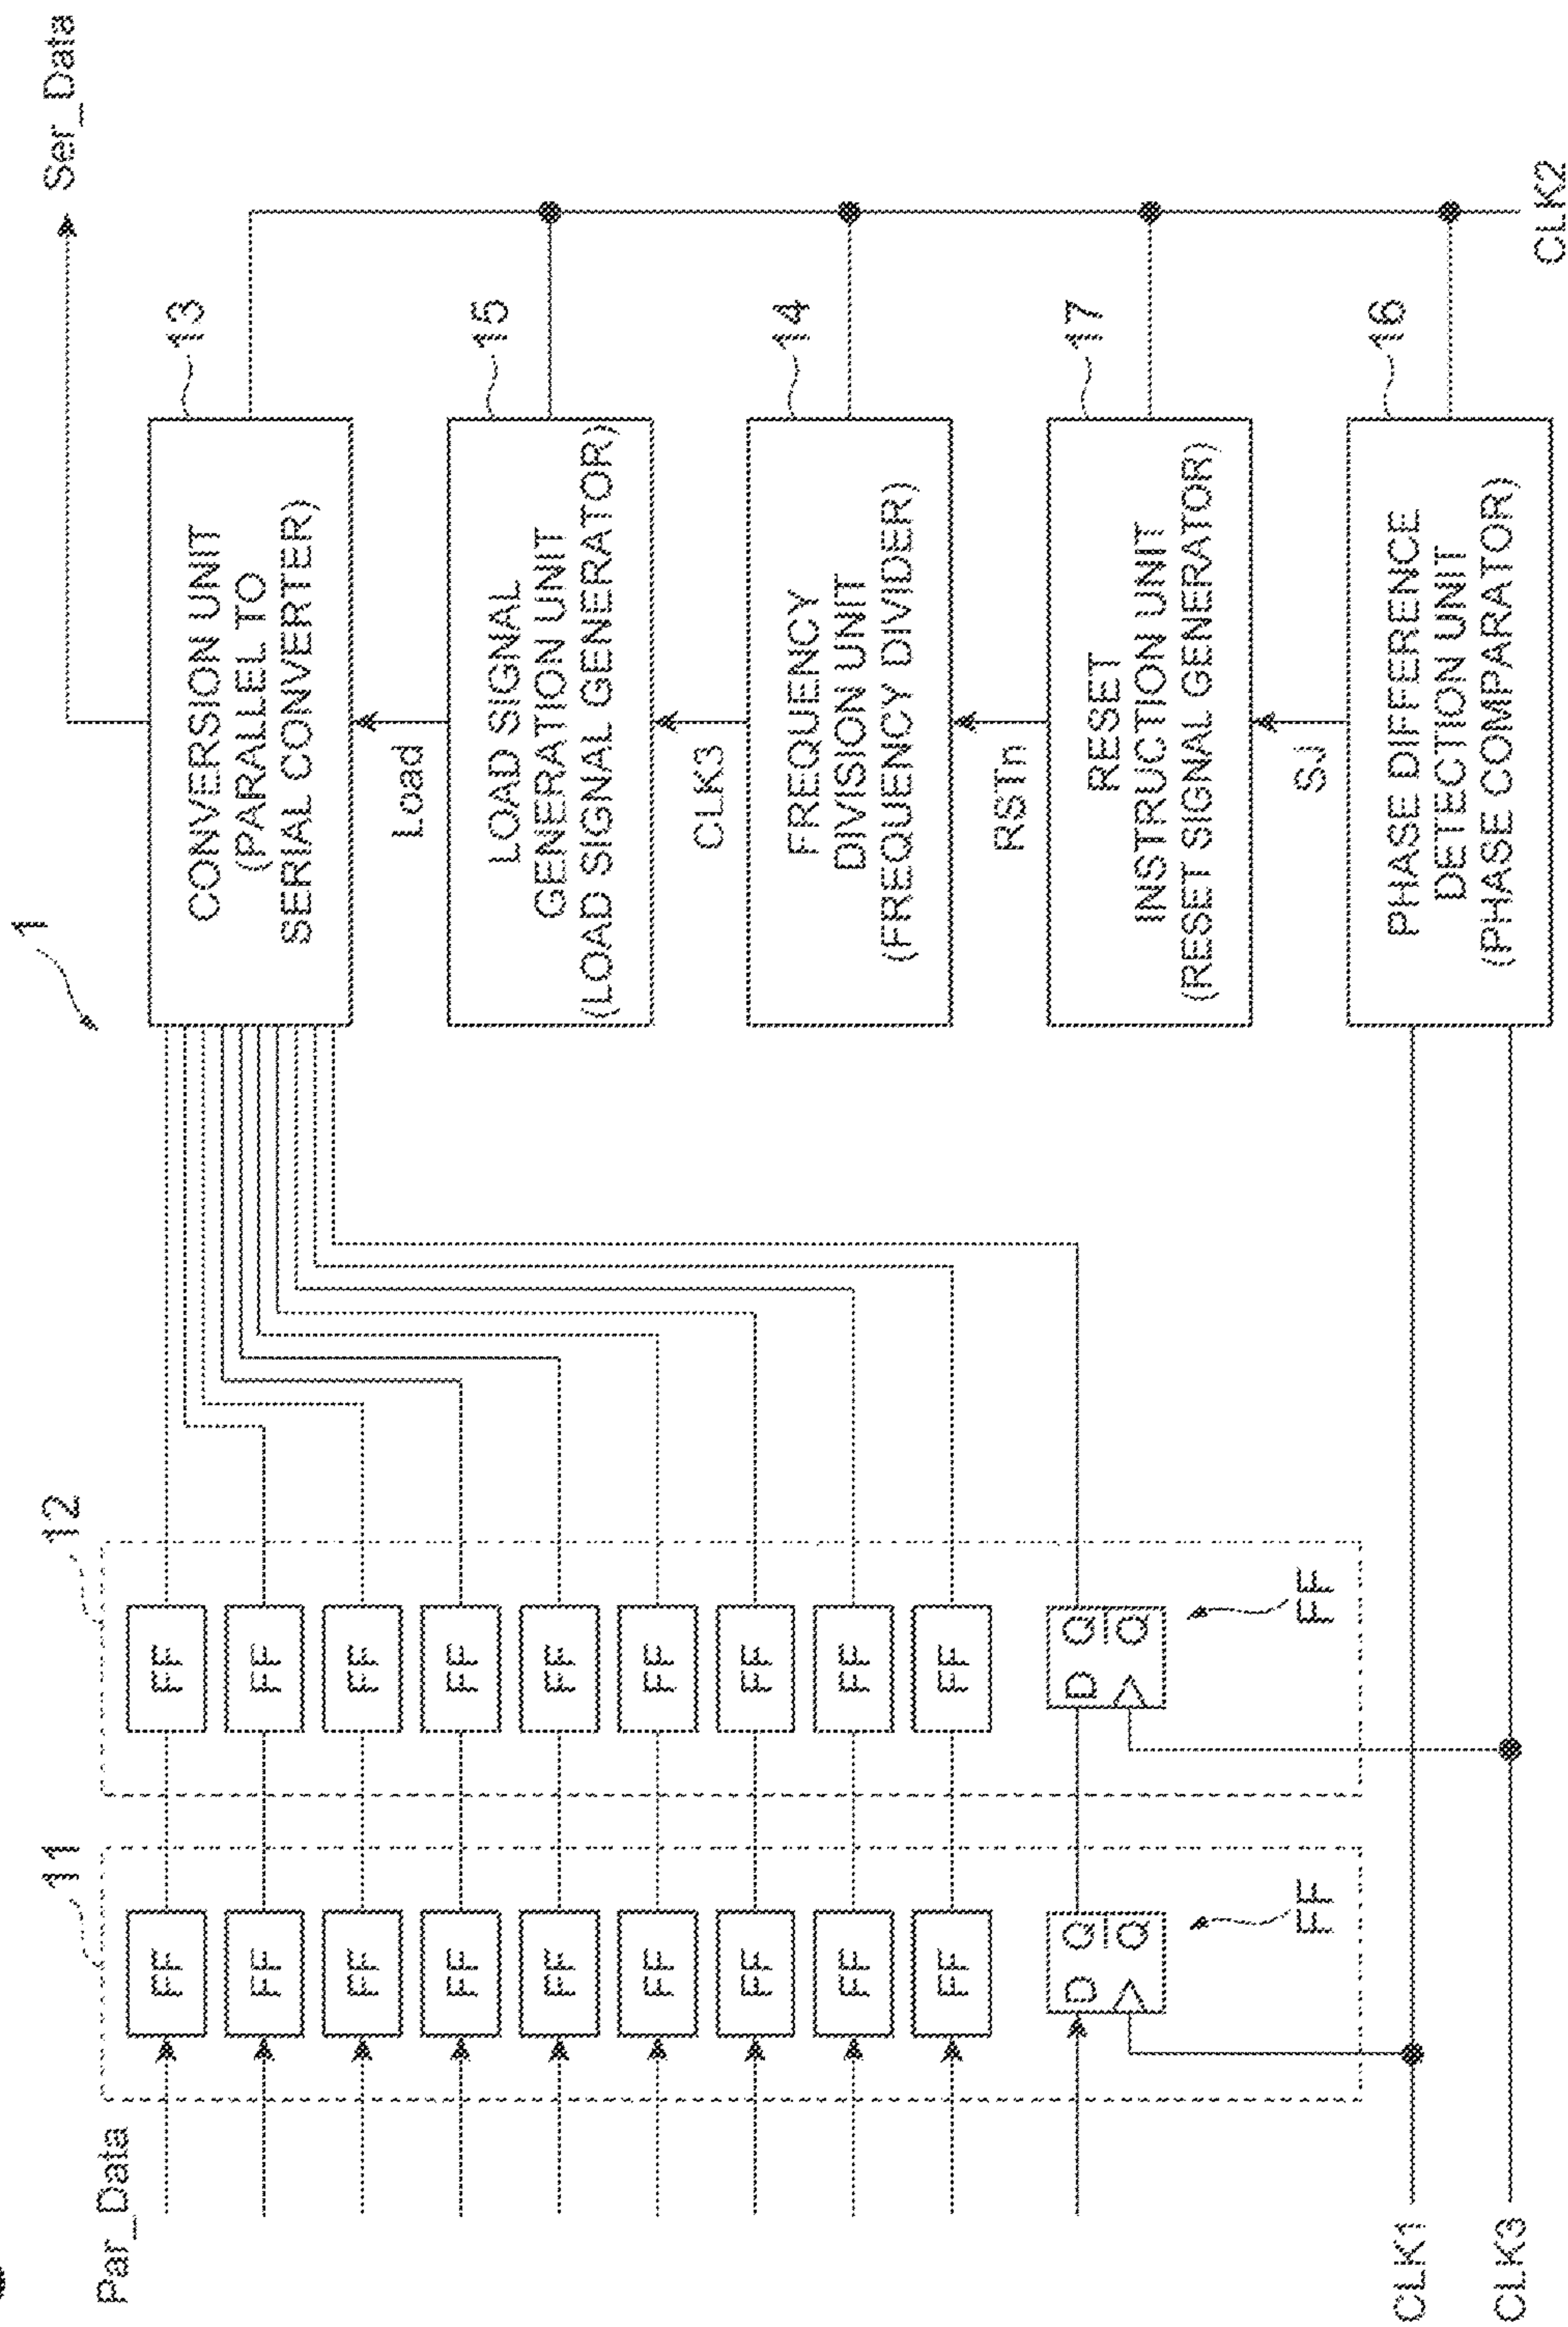 1
Ser_Data
13
CONVERSION UNIT
(PARALLEL TO
SERIAL CONVERTER)
Load
15
LOAD SIGNAL
GENERATION UNIT
(LOAD SIGNAL GENERATOR)
CLK3
14
FREQUENCY
DIVISION UNIT
(FREQUENCY DIVIDER)
RSTn
17
RESET
INSTRUCTION UNIT
(RESET SIGNAL GENERATOR)
SJ
16
PHASE DIFFERENCE
DETECTION UNIT
(PHASE COMPARATOR)
CLK2
Par_Data
11
12
FF FF
FF FF
FF FF
FF FF
FF FF
FF FF
FF FF
FF FF
FF FF
D Q D Q
Q Q
FF FF
CLK1
CLK3